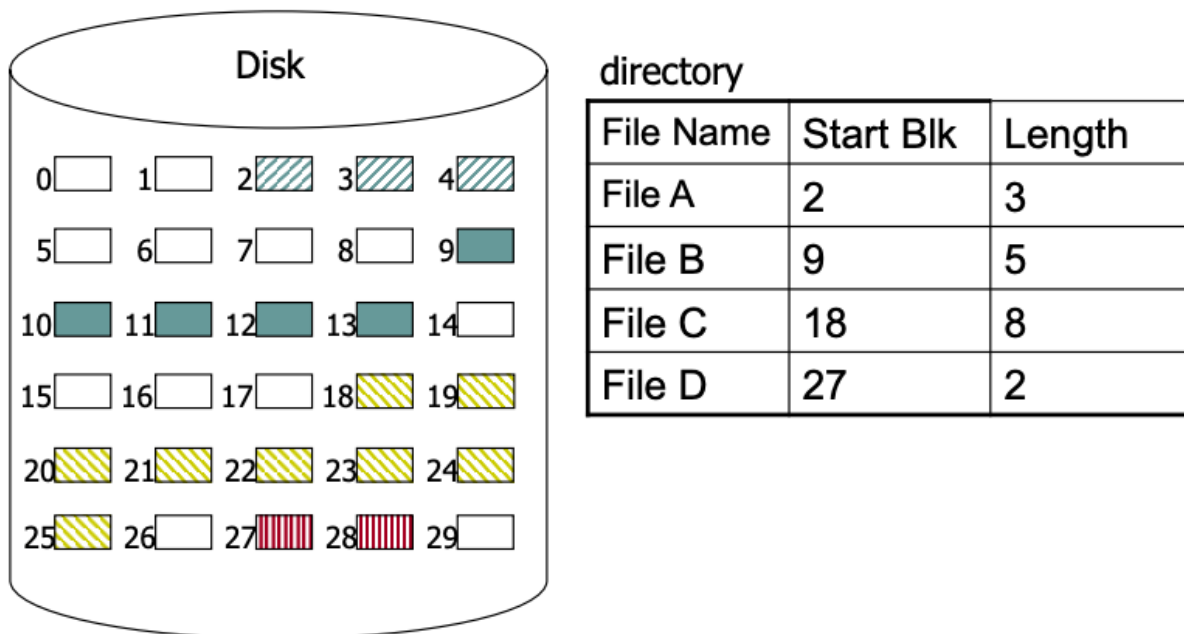 Disk
0 1 2 3 4
5 6 7 8 9
10 11 12 13 14
15 16 17 18 19
20 21 22 23 24
25 26 27 28 29
directory
File Name Start Blk Length
File A 2 3
File B 9 5
File C 18 8
File D 27 2